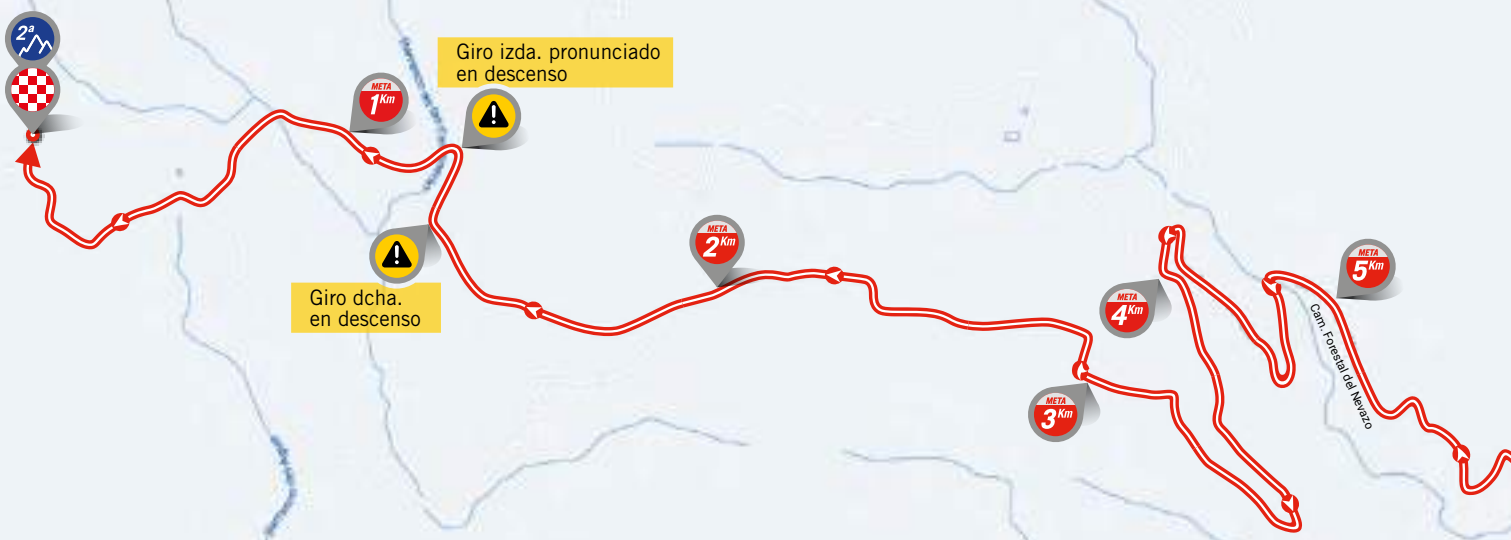 2ª
Giro izda. pronunciado
en descenso
META
1Km
META
2Km
META
5Km
Giro dcha.
en descenso
META
4Km
Cam. Forestal del Nevazo
META
3Km